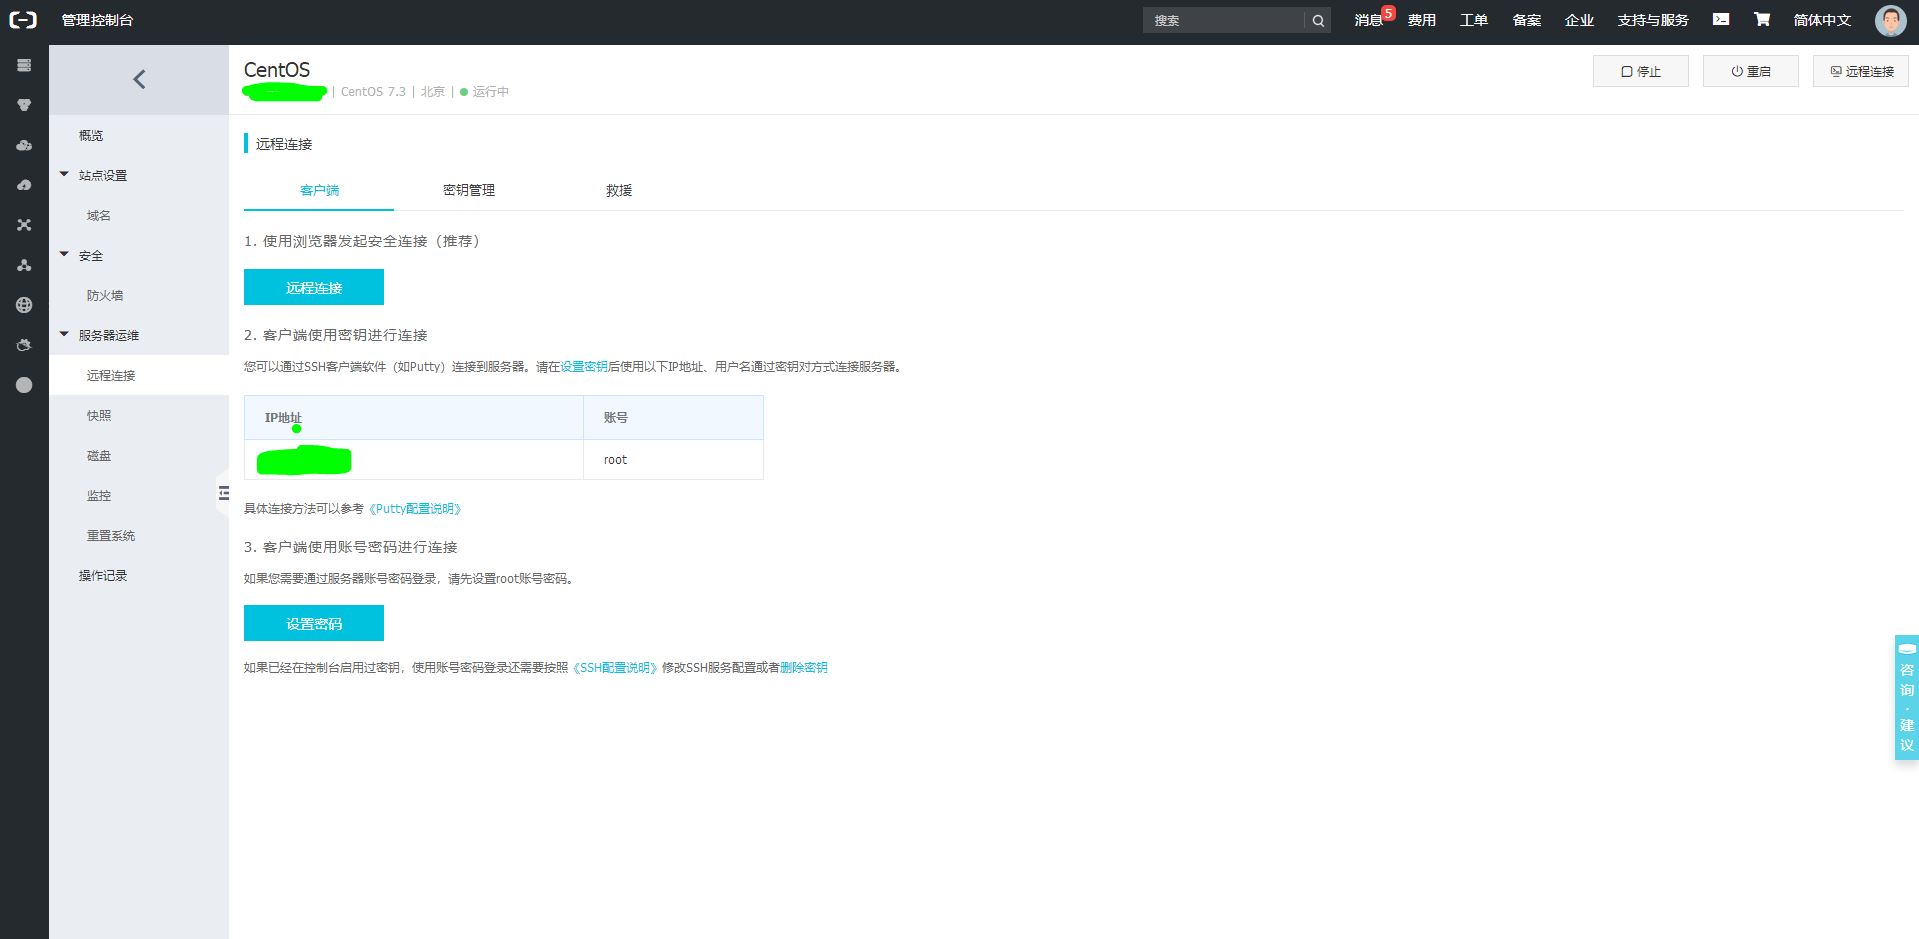 管理控制台
搜索
消息 5 费用 工单 备案 企业 支持与服务 简体中文
概览
站点设置
域名
安全
防火墙
服务器运维
远程连接
快照
磁盘
监控
重置系统
操作记录
CentOS
| CentOS 7.3 | 北京 | 运行中
停止 重启 远程连接
远程连接
客户端 密钥管理 救援
1. 使用浏览器发起安全连接（推荐）
远程连接
2. 客户端使用密钥进行连接
您可以通过SSH客户端软件（如Putty）连接到服务器。请在设置密钥后使用以下IP地址、用户名通过密钥对方式连接服务器。
IP地址 账号
root
具体连接方法可以参考《Putty配置说明》
3. 客户端使用账号密码进行连接
如果您需要通过服务器账号密码登录，请先设置root账号密码。
设置密码
如果已经在控制台启用过密钥，使用账号密码登录还需要按照《SSH配置说明》修改SSH服务配置或者删除密钥
咨询·建议